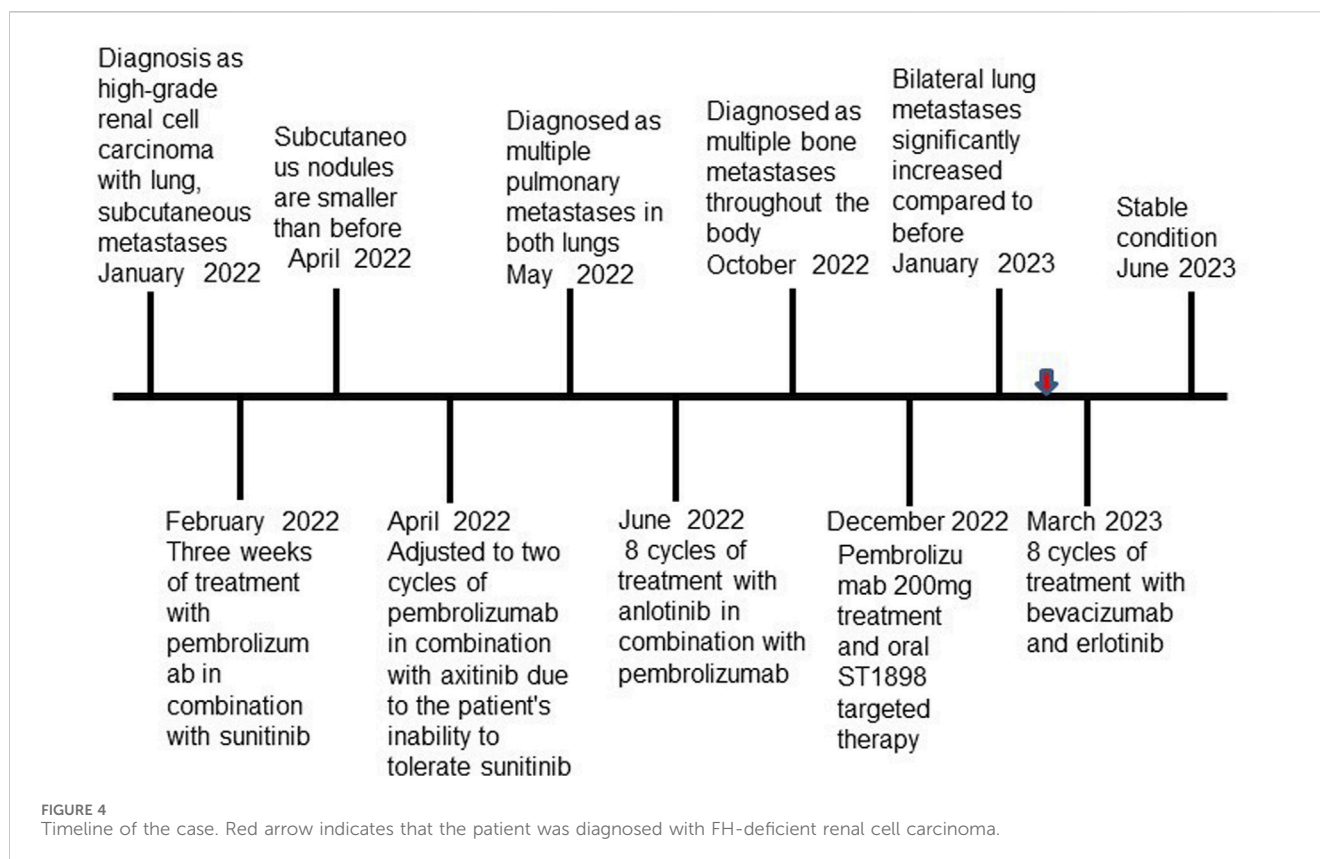 Diagnosis as
high-grade
renal cell
carcinoma
with lung,
subcutaneous
metastases
January 2022
Subcutaneo
us nodules
are smaller
than before
April 2022
Diagnosed as
multiple
pulmonary
metastases in
both lungs
May 2022
Diagnosed as
multiple bone
metastases
throughout the
body
October 2022
Bilateral lung
metastases
significantly
increased
compared to
before
January 2023
Stable
condition
June 2023
February 2022
Three weeks
of treatment
with
pembrolizum
ab in
combination
with sunitinib
April 2022
Adjusted to two
cycles of
pembrolizumab
in combination
with axitinib due
to the patient's
inability to
tolerate sunitinib
June 2022
8 cycles of
treatment with
anlotinib in
combination with
pembrolizumab
December 2022
Pembrolizu
mab 200mg
treatment
and oral
ST1898
targeted
therapy
March 2023
8 cycles of
treatment with
bevacizumab
and erlotinib
FIGURE 4
Timeline of the case. Red arrow indicates that the patient was diagnosed with FH-deficient renal cell carcinoma.